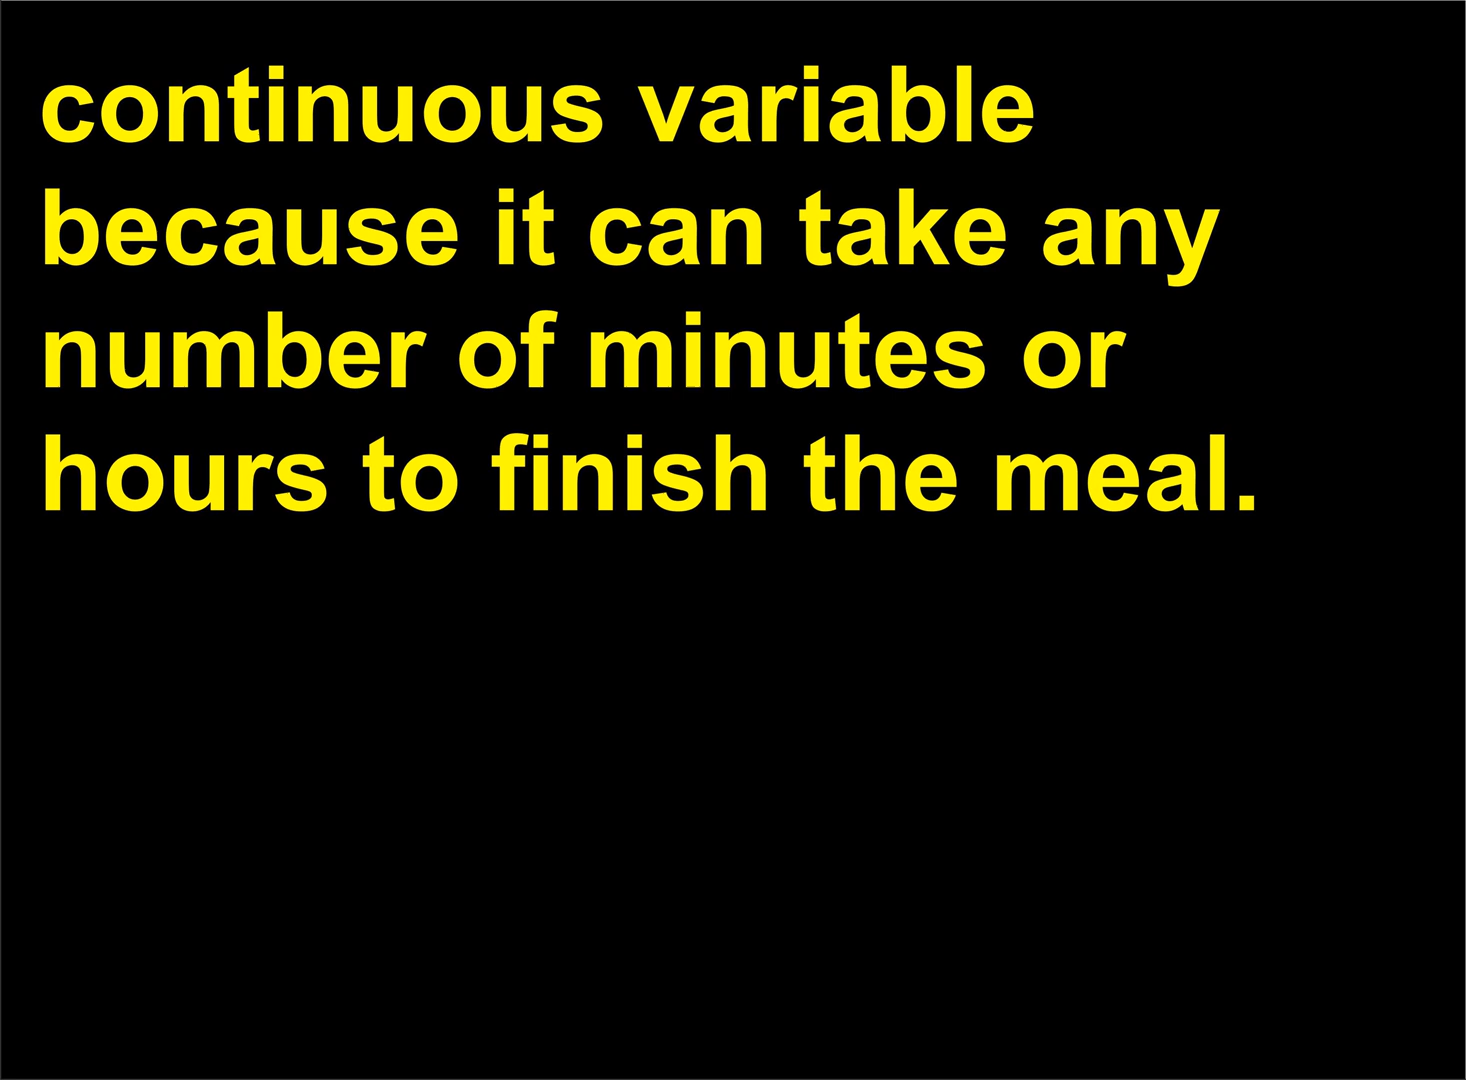 continuous variable
because it can take any
number of minutes or
hours to finish the meal.